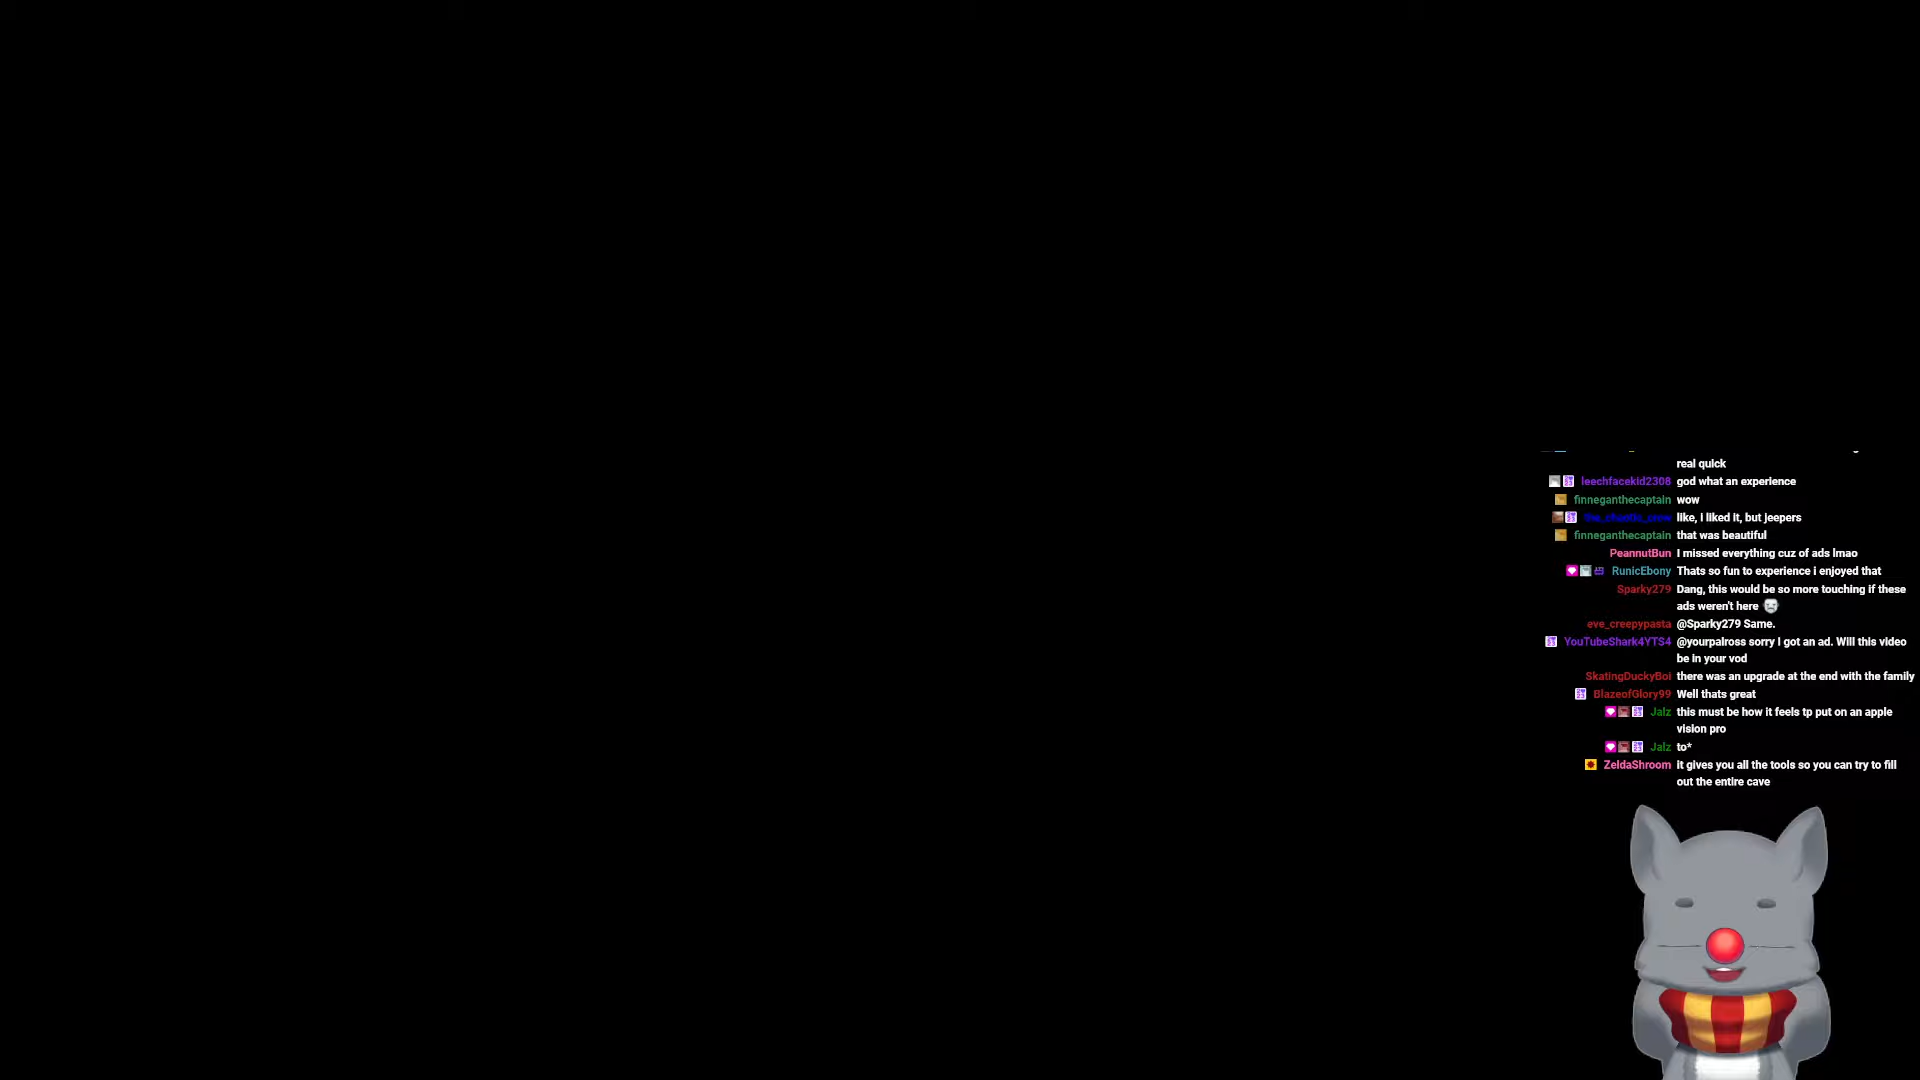 real quick
leechfacekid2308 god what an experience
finneganthecaptain wow
like, i liked it, but jeepers
finneganthecaptain that was beautiful
PeannutBun I missed everything cuz of ads lmao
RunicEbony Thats so fun to experience i enjoyed that
Sparky279 Dang, this would be so more touching if these
ads weren't here
eve_creepypasta @Sparky279 Same.
YouTubeShark4YTS4 @yourpalross sorry I got an ad. Will this video
be in your vod
SkatingDuckyBoi there was an upgrade at the end with the family
BlazeofGlory99 Well thats great
Jalz this must be how it feels tp put on an apple
vision pro
Jalz to*
ZeldaShroom it gives you all the tools so you can try to fill
out the entire cave